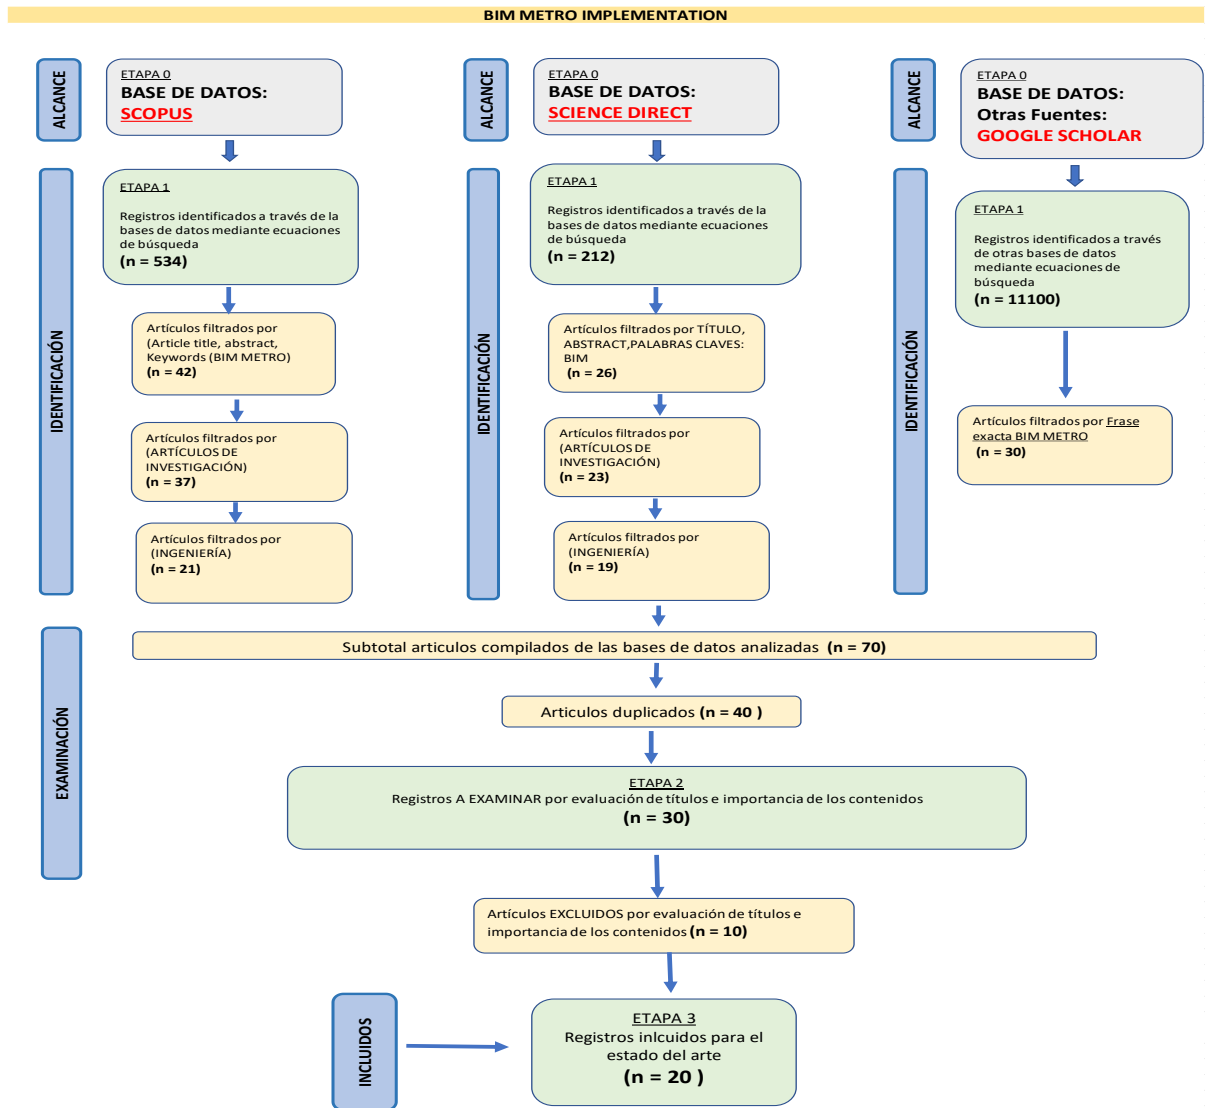 BIM METRO IMPLEMENTATION
ALCANCE
ETAPA 0
BASE DE DATOS:
SCOPUS
IDENTIFICACIÓN
ETAPA 1
Registros identificados a través de la
bases de datos mediante ecuaciones
de búsqueda
(n = 534)
Artículos filtrados por
(Article title, abstract,
Keywords (BIM METRO)
(n = 42)
Artículos filtrados por
(ARTÍCULOS DE
INVESTIGACIÓN)
(n = 37)
Artículos filtrados por
(INGENIERÍA)
(n = 21)
ALCANCE
ETAPA 0
BASE DE DATOS:
SCIENCE DIRECT
IDENTIFICACIÓN
ETAPA 1
Registros identificados a través de la
bases de datos mediante ecuaciones
de búsqueda
(n = 212)
Artículos filtrados por TÍTULO,
ABSTRACT,PALABRAS CLAVES:
BIM
(n = 26)
Artículos filtrados por
(ARTÍCULOS DE
INVESTIGACIÓN)
(n = 23)
Artículos filtrados por
(INGENIERÍA)
(n = 19)
ALCANCE
ETAPA 0
BASE DE DATOS:
Otras Fuentes:
GOOGLE SCHOLAR
IDENTIFICACIÓN
ETAPA 1
Registros identificados a través
de otras bases de datos
mediante ecuaciones de
búsqueda
(n = 11100)
Artículos filtrados por Frase
exacta BIM METRO
(n = 30)
EXAMINACIÓN
Subtotal articulos compilados de las bases de datos analizadas (n = 70)
Articulos duplicados (n = 40 )
ETAPA 2
Registros A EXAMINAR por evaluación de títulos e importancia de los contenidos
(n = 30)
Artículos EXCLUIDOS por evaluación de títulos e
importancia de los contenidos (n = 10)
INCLUIDOS
ETAPA 3
Registros inlcuidos para el
estado del arte
(n = 20 )